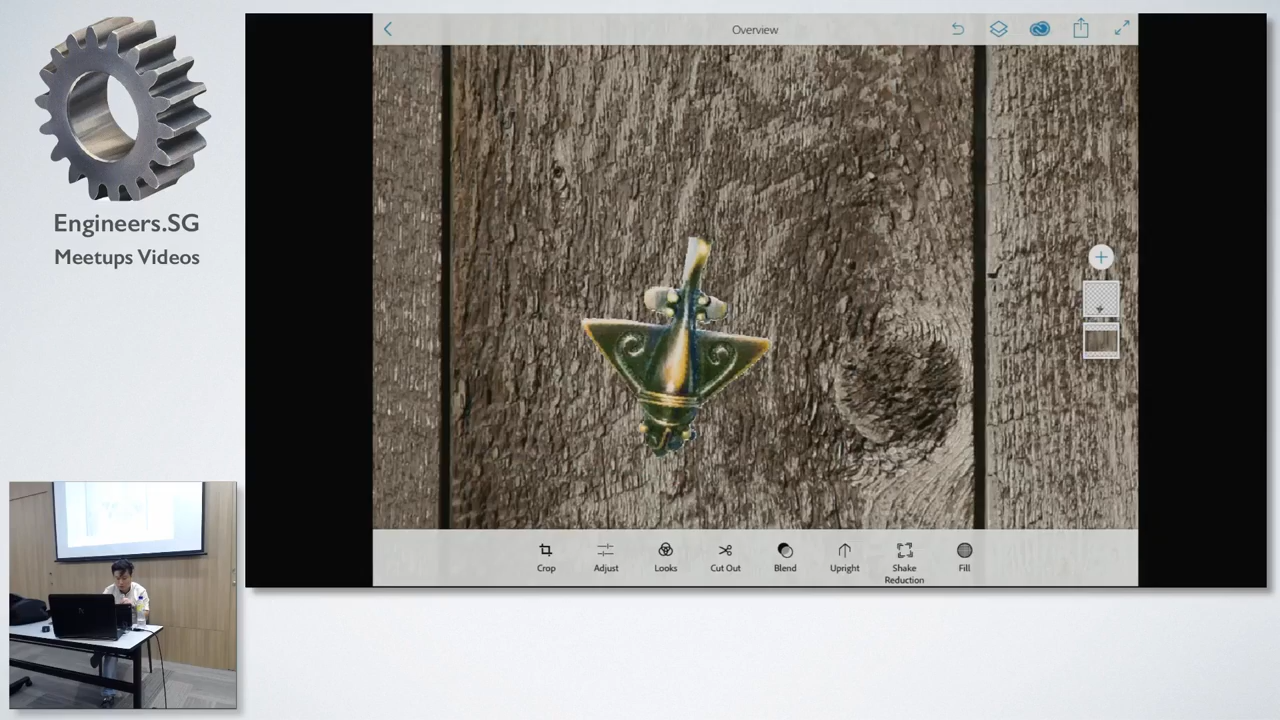 Engineers.SG
Meetups Videos
Overview
Crop
Adjust
Looks
Cut Out
Blend
Upright
Shake
Reduction
Fill